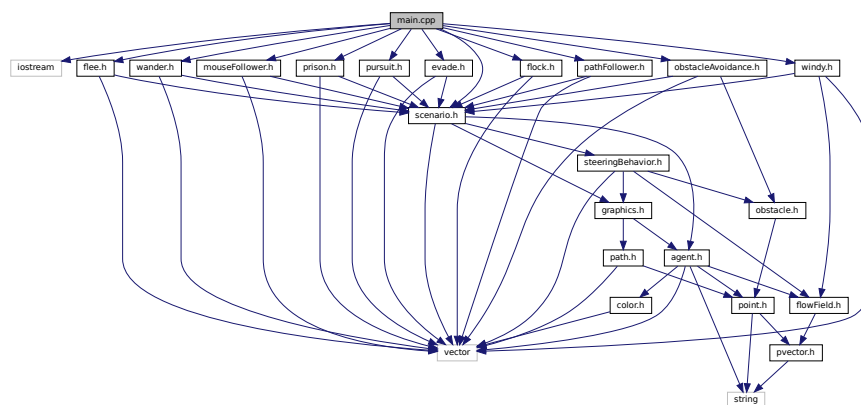 main.cpp
iostream
flee.h
wander.h
mouseFollower.h
prison.h
pursuit.h
evade.h
flock.h
pathFollower.h
obstacleAvoidance.h
windy.h
scenario.h
steeringBehavior.h
graphics.h
obstacle.h
path.h
agent.h
color.h
point.h
flowField.h
vector
pvector.h
string